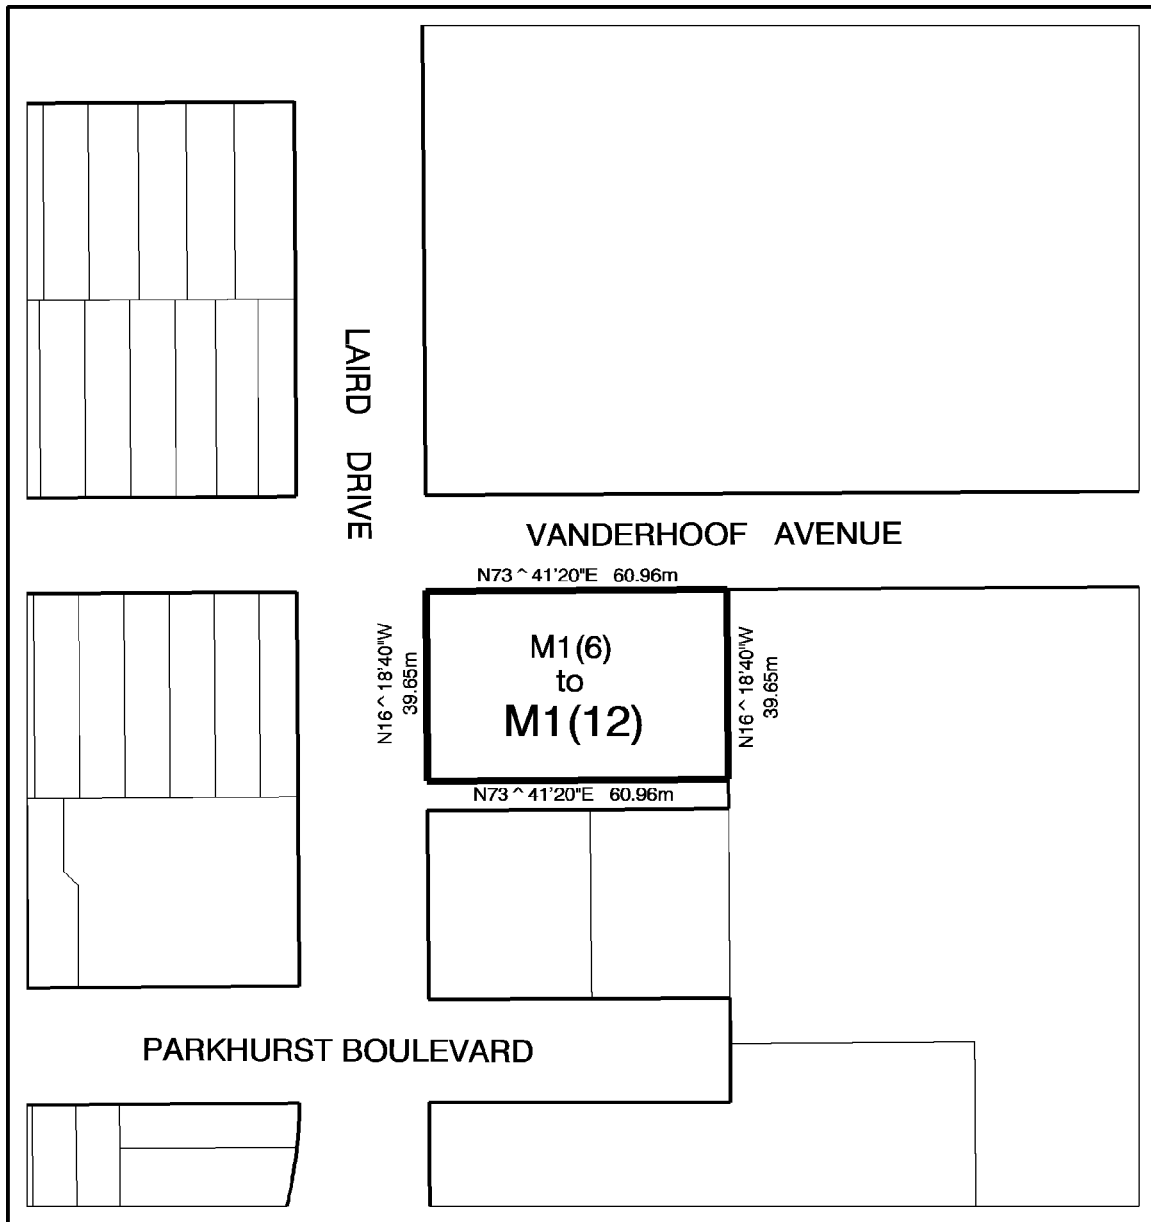 LAIRD DRIVE
VANDERHOOF AVENUE
N73^41'20"E 60.96m
N16^18'40"W
39.65m
M1(6)
to
M1(12)
N16^18'40"W
39.65m
N73^41'20"E 60.96m
PARKHURST BOULEVARD